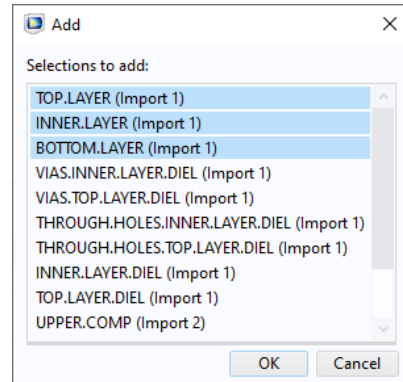 Add
Selections to add:
TOP.LAYER (Import 1)
INNER.LAYER (Import 1)
BOTTOM.LAYER (Import 1)
VIAS.INNER.LAYER.DIEL (Import 1)
VIAS.TOP.LAYER.DIEL (Import 1)
THROUGH.HOLES.INNER.LAYER.DIEL (Import 1)
THROUGH.HOLES.TOP.LAYER.DIEL (Import 1)
INNER.LAYER.DIEL (Import 1)
TOP.LAYER.DIEL (Import 1)
UPPER.COMP (Import 2)
OK Cancel